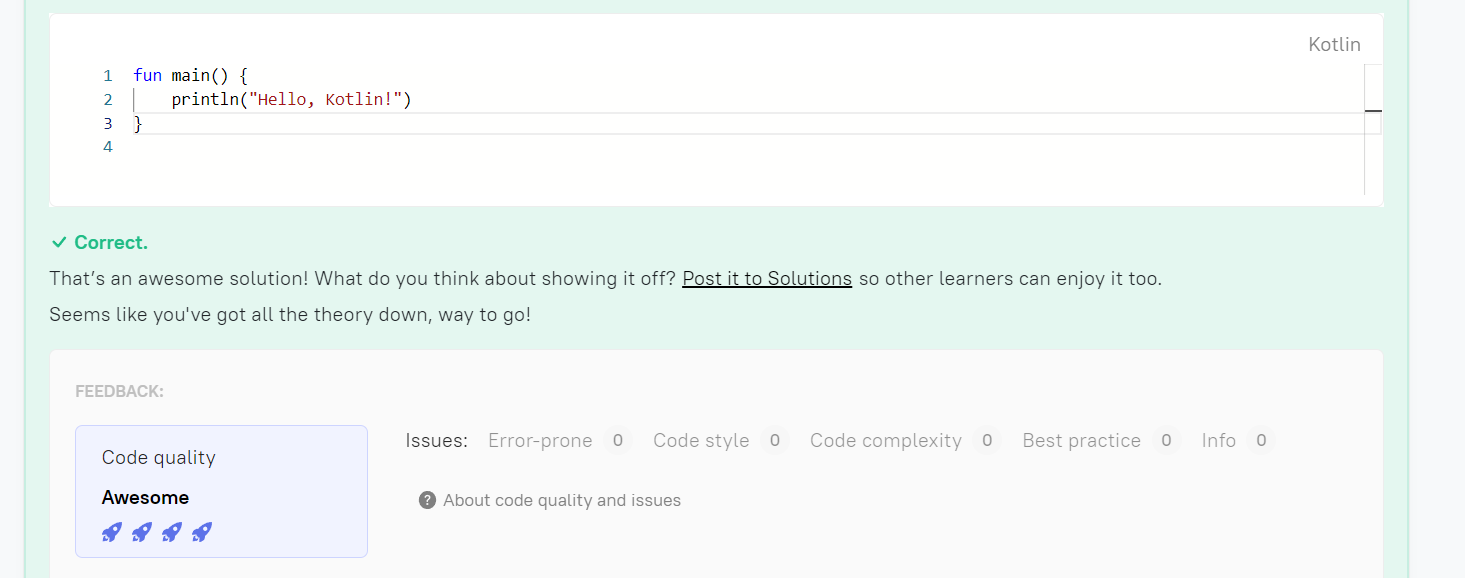 Kotlin
1 fun main() {
2     println("Hello, Kotlin!")
3 }
4
Correct.
That’s an awesome solution! What do you think about showing it off? Post it to Solutions so other learners can enjoy it too.
Seems like you've got all the theory down, way to go!
FEEDBACK:
Code quality
Awesome
Issues: Error-prone 0 Code style 0 Code complexity 0 Best practice 0 Info 0
? About code quality and issues